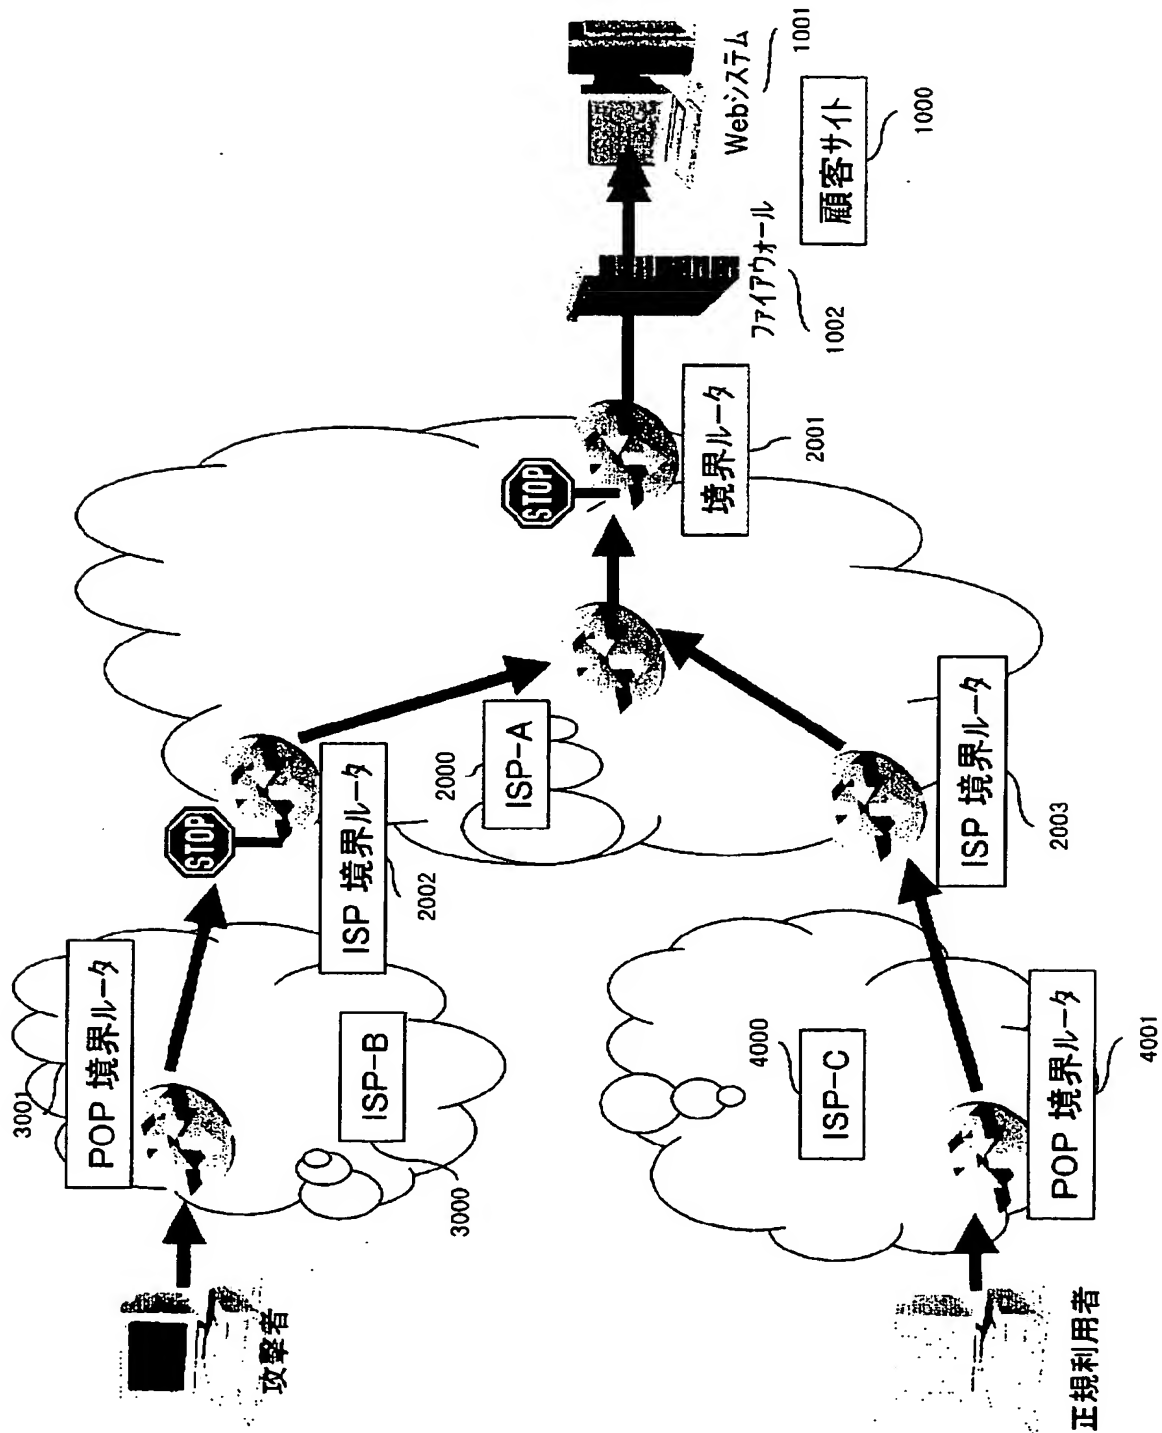 攻撃者
3001
POP 境界ルータ
ISP-B
3000
STOP
ISP 境界ルータ
2002
2000
ISP-A
STOP
境界ルータ
2001
ファイアウォール
1002
Webシステム
1001
顧客サイト
1000
正規利用者
POP 境界ルータ
4001
4000
ISP-C
ISP 境界ルータ
2003